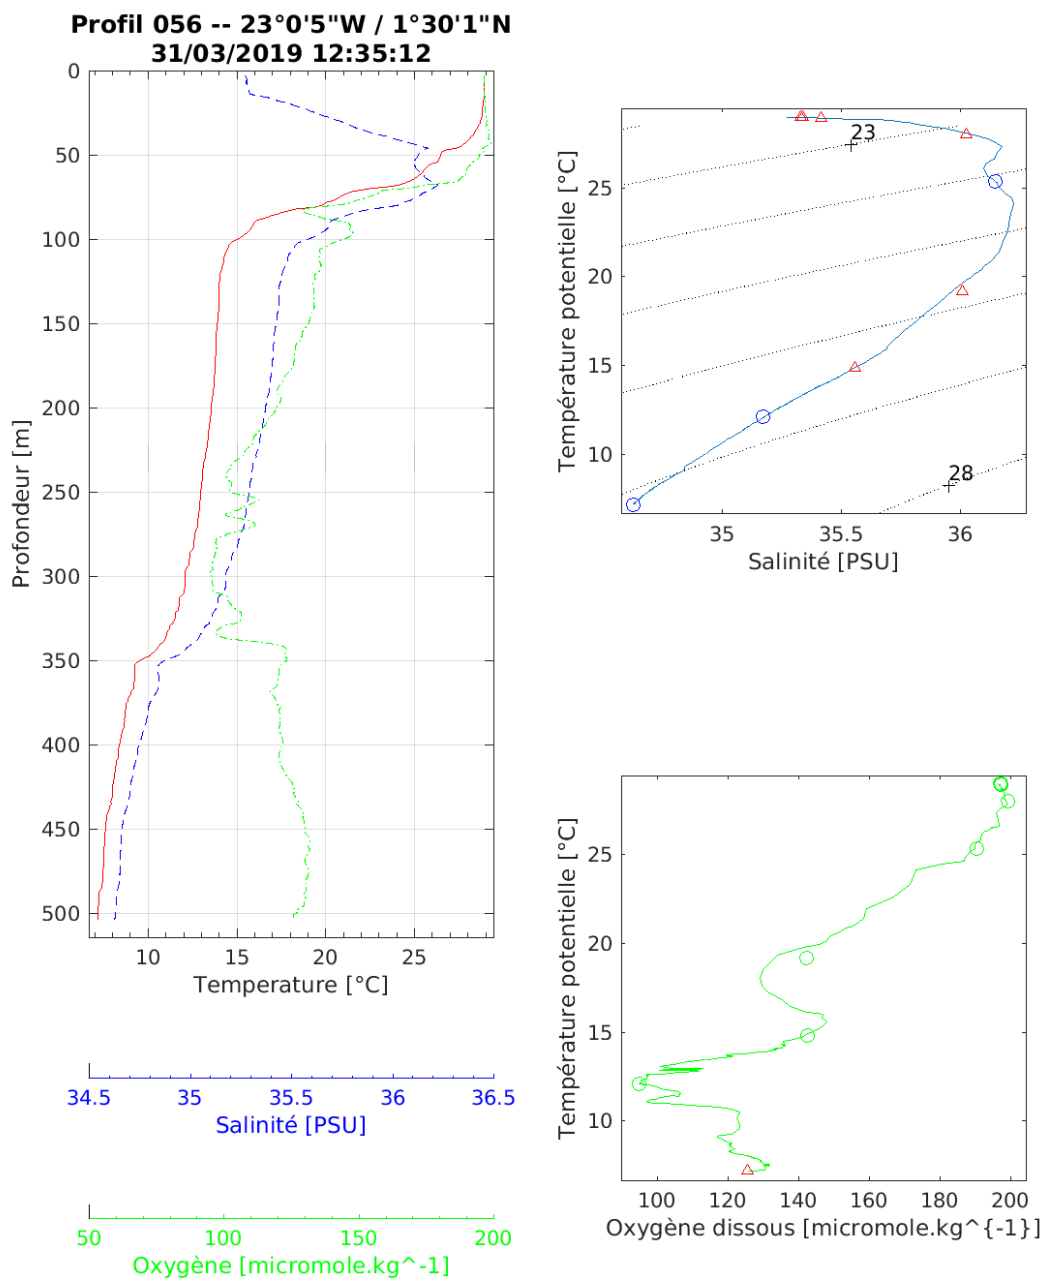 Profil 056 -- 23°0'5"W / 1°30'1"N
31/03/2019 12:35:12
0
50
100
150
200
250
300
350
400
450
500
Profondeur [m]
10 15 20 25
Temperature [°C]
34.5 35 35.5 36 36.5
Salinité [PSU]
50 100 150 200
Oxygène [micromole.kg^-1]
23
28
25
20
15
10
Température potentielle [°C]
35 35.5 36
Salinité [PSU]
25
20
15
10
Température potentielle [°C]
100 120 140 160 180 200
Oxygène dissous [micromole.kg^{-1}]